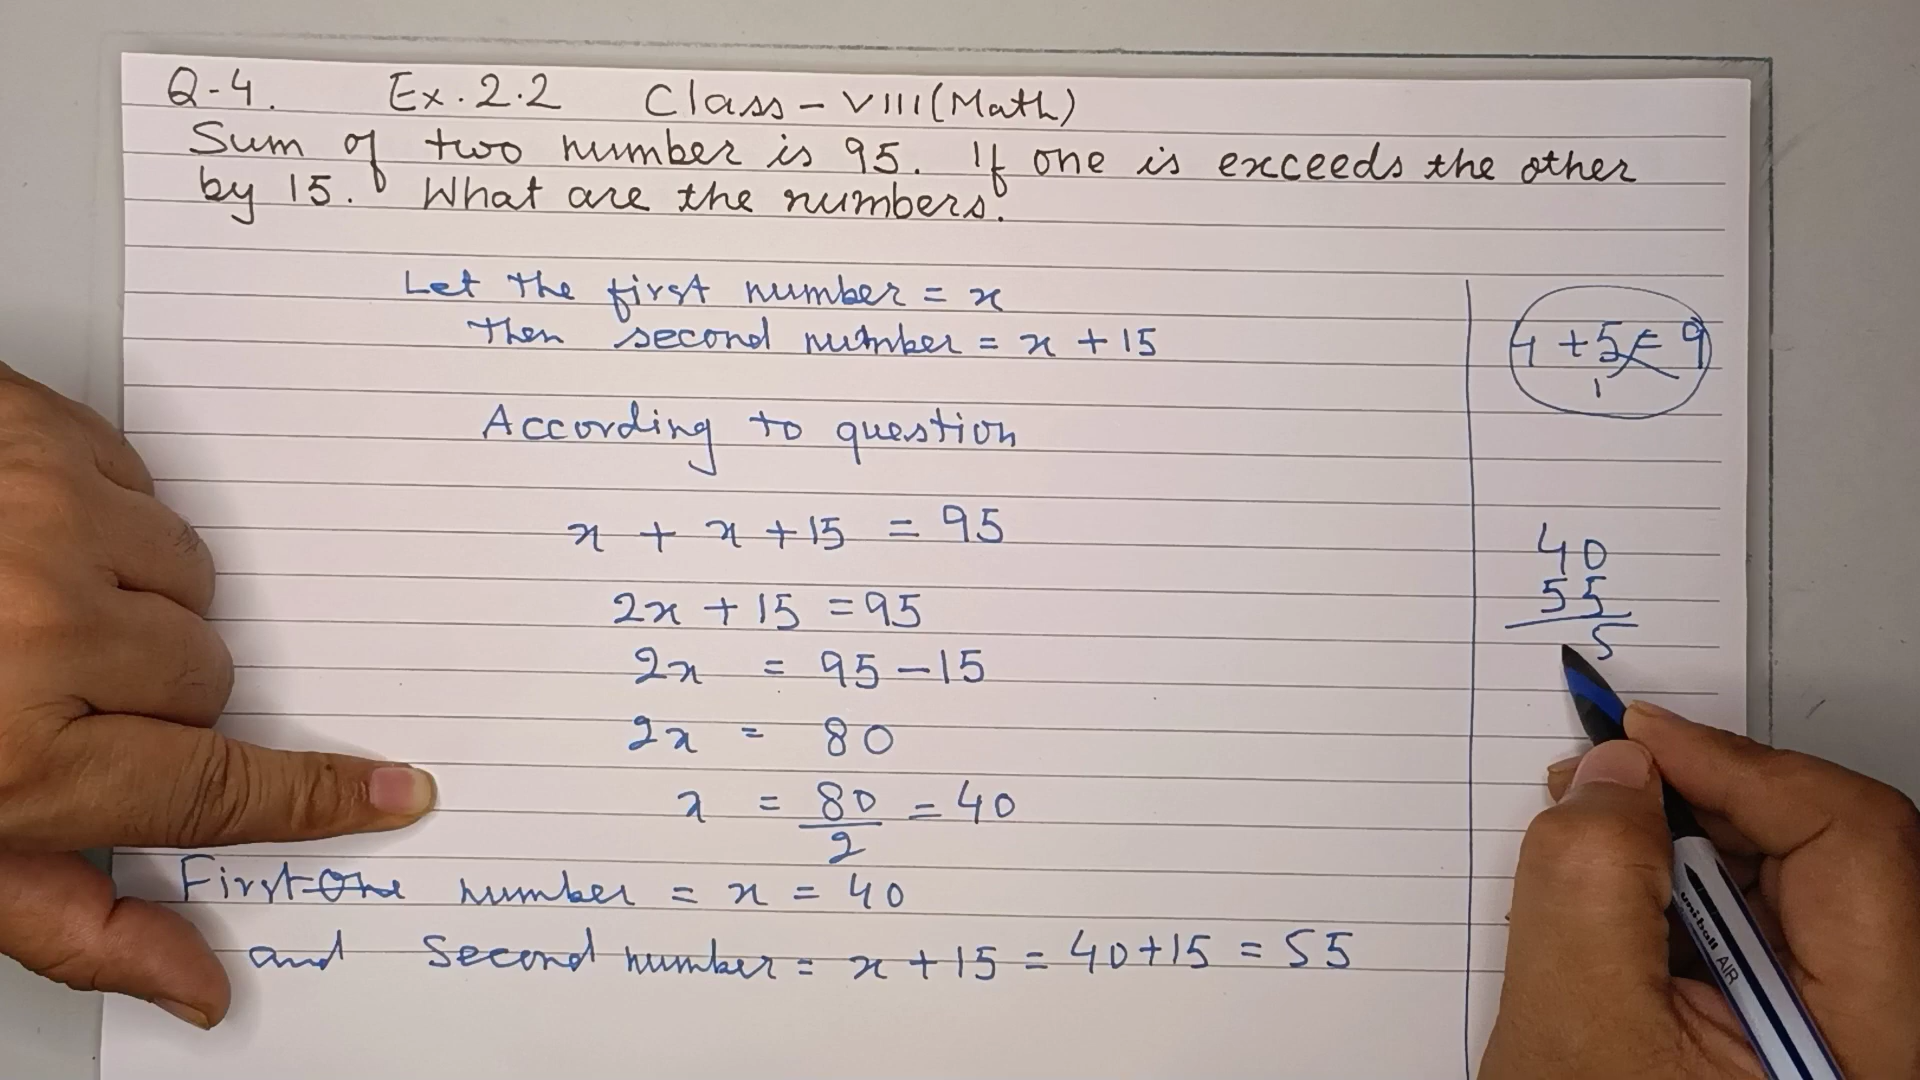 Q-4. Ex. 2.2 Class - VIII (Math)
Sum of two number is 95. If one is exceeds the other
by 15. What are the numbers.
Let the first number = x
Then second number = x + 15
According to question
x + x + 15 = 95
2x + 15 = 95
2x = 95 - 15
2x = 80
x = 80/2 = 40
First One number = x = 40
and second number = x + 15 = 40 + 15 = 55
4 + 5 = 9
1
40
55
5
uniball AIR